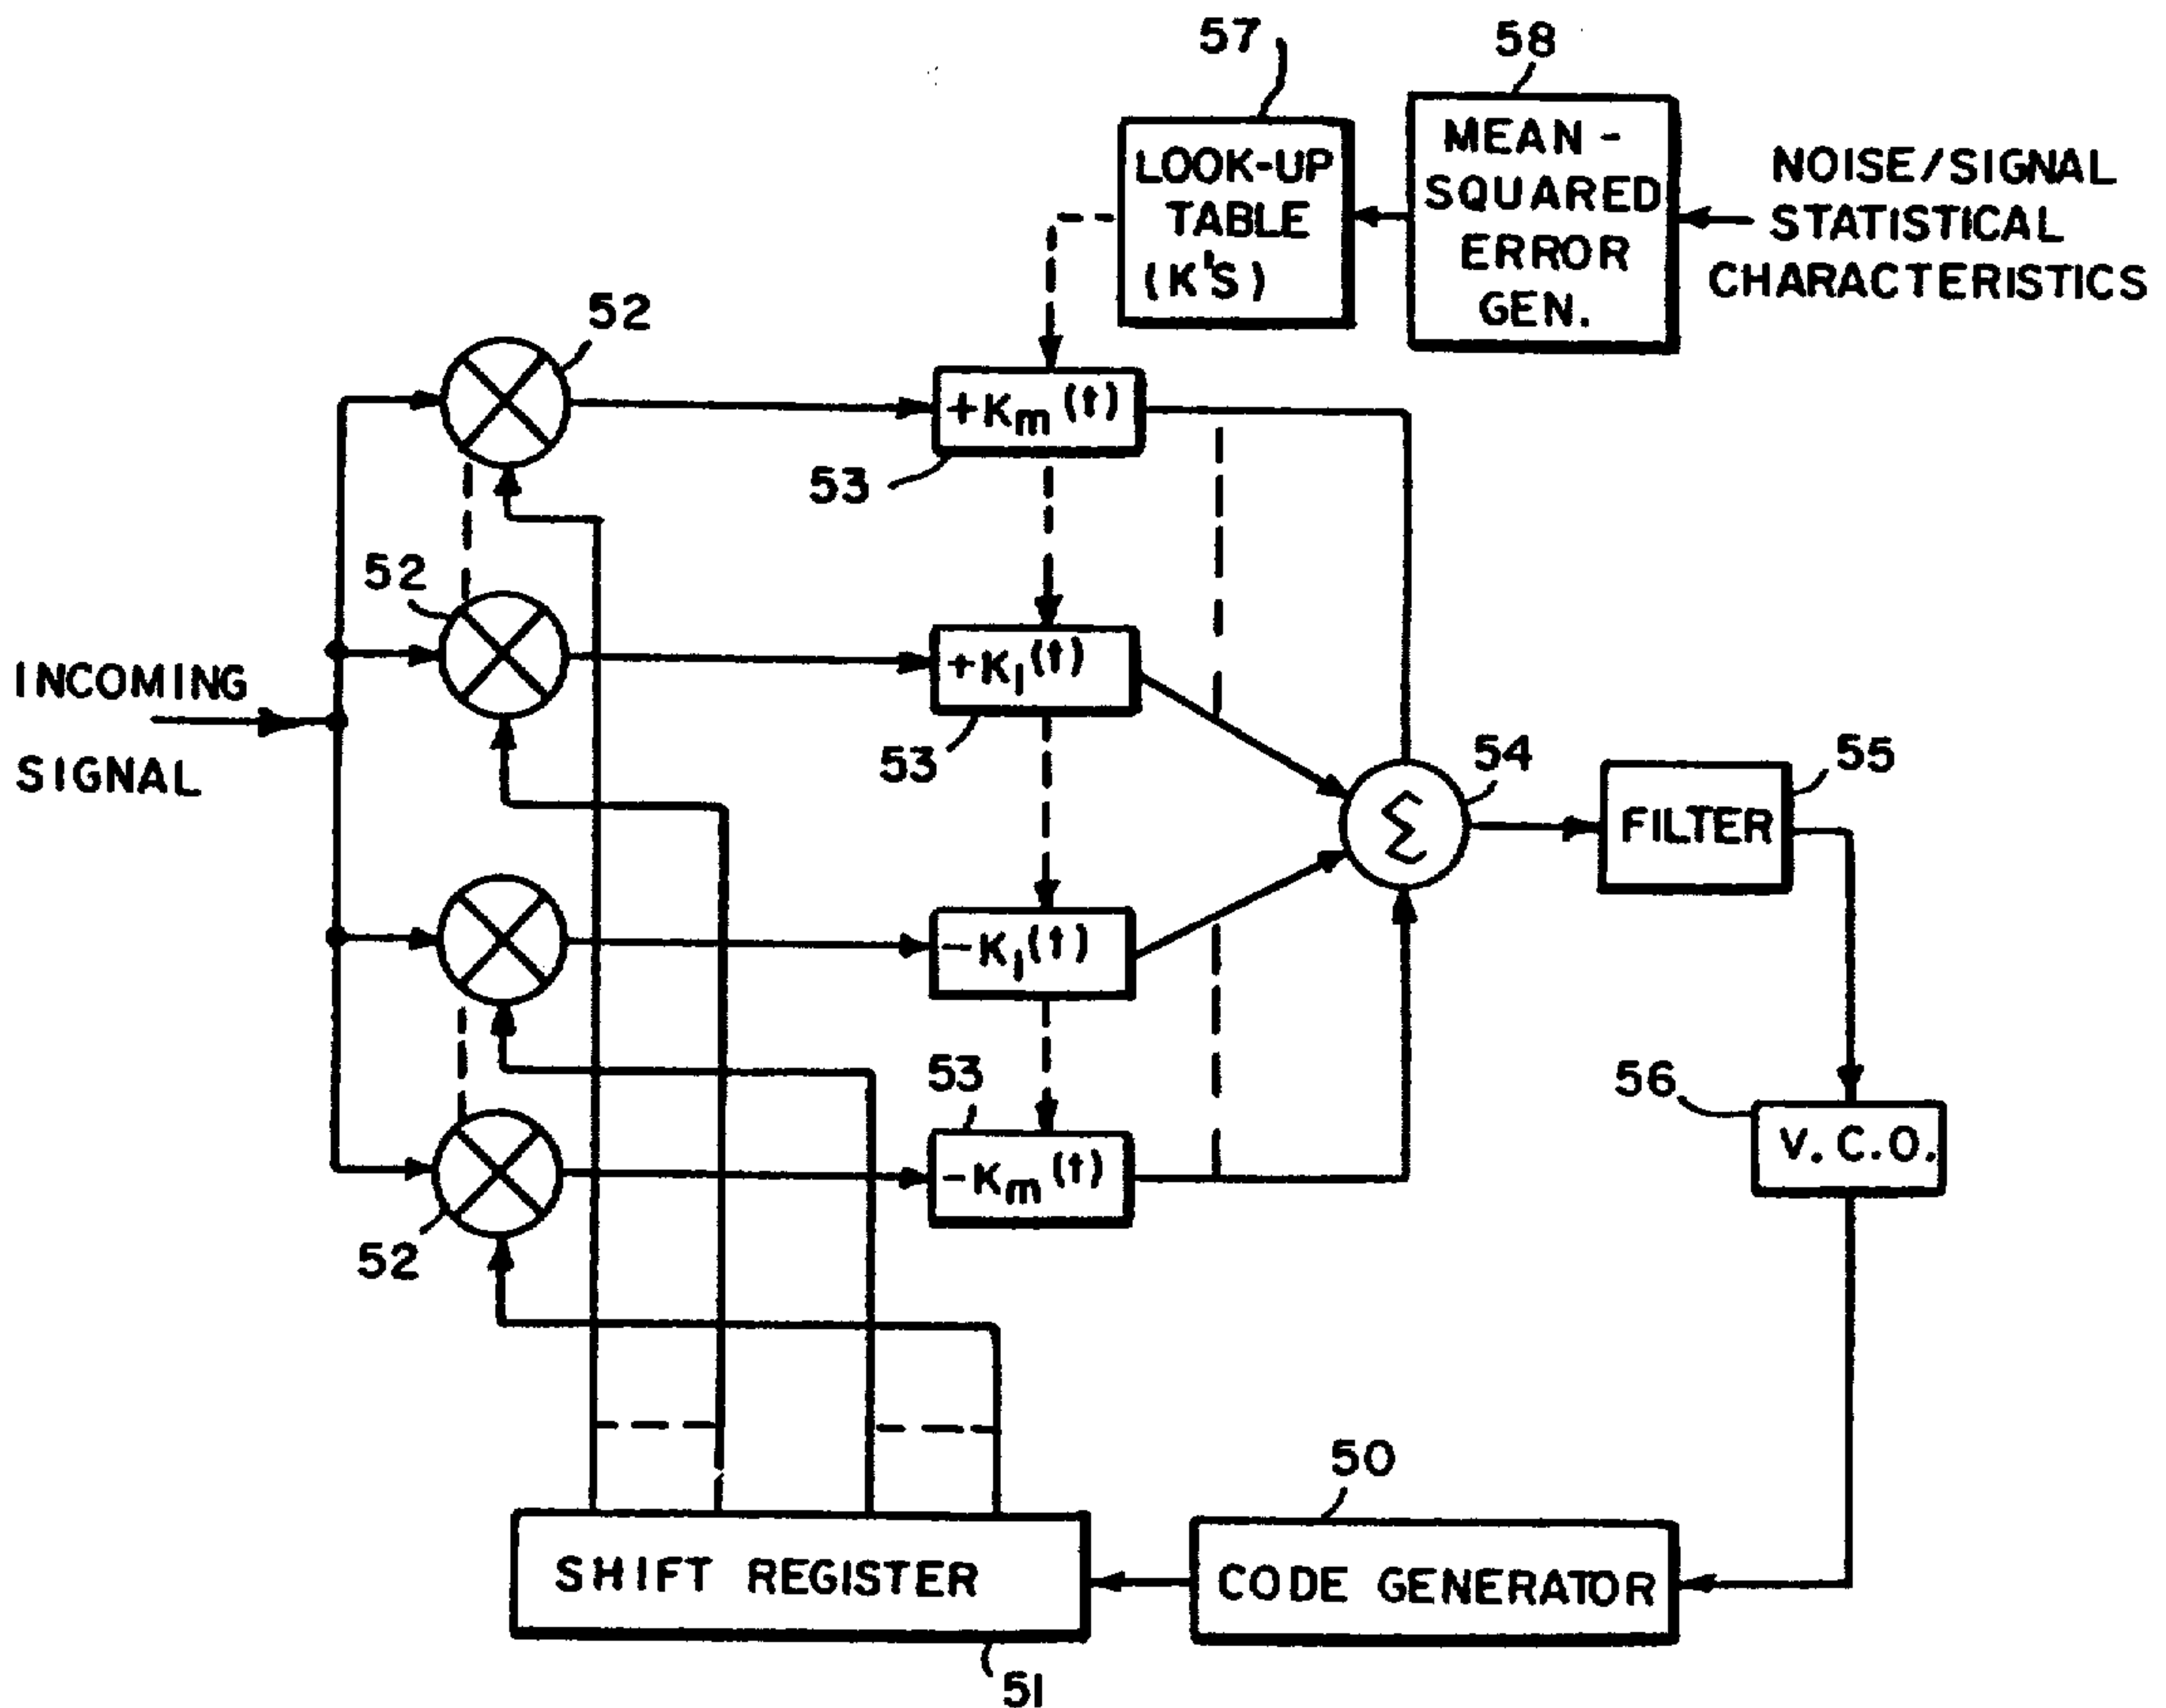 57
58
LOOK-UP
TABLE
(K'S)
MEAN -
SQUARED
ERROR
GEN.
NOISE/SIGNAL
STATISTICAL
CHARACTERISTICS
52
+Km(t)
53
52
INCOMING
SIGNAL
+K1(t)
53
54
Σ
FILTER
55
-K1(t)
53
-Km(t)
52
56
V.C.O.
50
SHIFT REGISTER
CODE GENERATOR
51